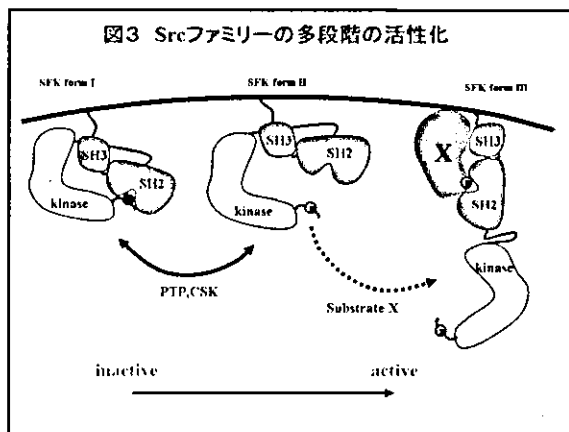 図3 Srcファミリーの多段階の活性化
SFK form I
SFK form II
SFK form III
SH3
SH2
kinase
SH3
SH2
kinase
X
SH3
SH2
kinase
PTP,CSK
Substrate X
inactive
active